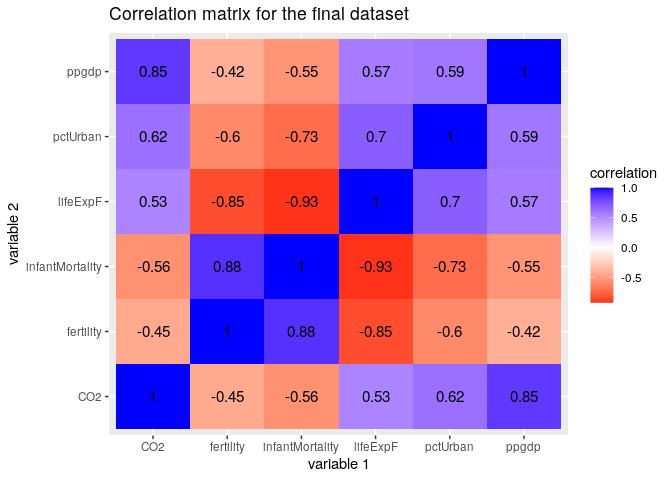 Correlation matrix for the final dataset
ppgdp 0.85 -0.42 -0.55 0.57 0.59 1
pctUrban 0.62 -0.6 -0.73 0.7 1 0.59
lifeExpF 0.53 -0.85 -0.93 1 0.7 0.57
infantMortality -0.56 0.88 1 -0.93 -0.73 -0.55
fertility -0.45 1 0.88 -0.85 -0.6 -0.42
CO2 1 -0.45 -0.56 0.53 0.62 0.85
CO2 fertility infantMortality lifeExpF pctUrban ppgdp
variable 1
variable 2
correlation
1.0
0.5
0.0
-0.5